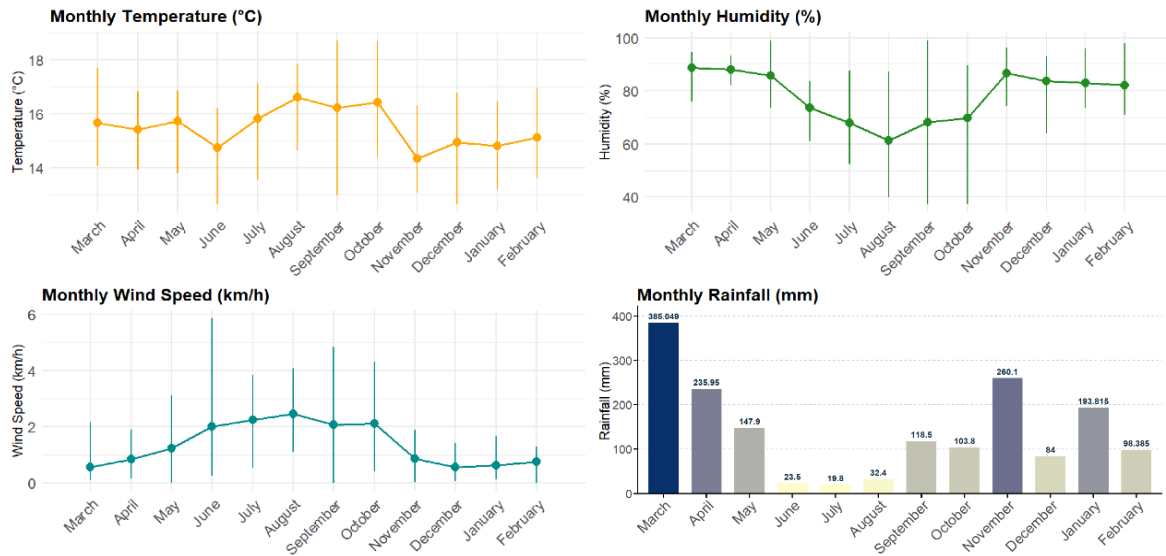 Monthly Temperature (°C)
Temperature (°C)
18
16
14
March
April
May
June
July
August
September
October
November
December
January
February
Monthly Humidity (%)
Humidity (%)
100
80
60
40
March
April
May
June
July
August
September
October
November
December
January
February
Monthly Wind Speed (km/h)
Wind Speed (km/h)
6
4
2
0
March
April
May
June
July
August
September
October
November
December
January
February
Monthly Rainfall (mm)
Rainfall (mm)
400
300
200
100
0
385.049
235.95
147.9
23.5
19.8
32.4
118.5
103.8
260.1
84
193.815
98.385
March
April
May
June
July
August
September
October
November
December
January
February